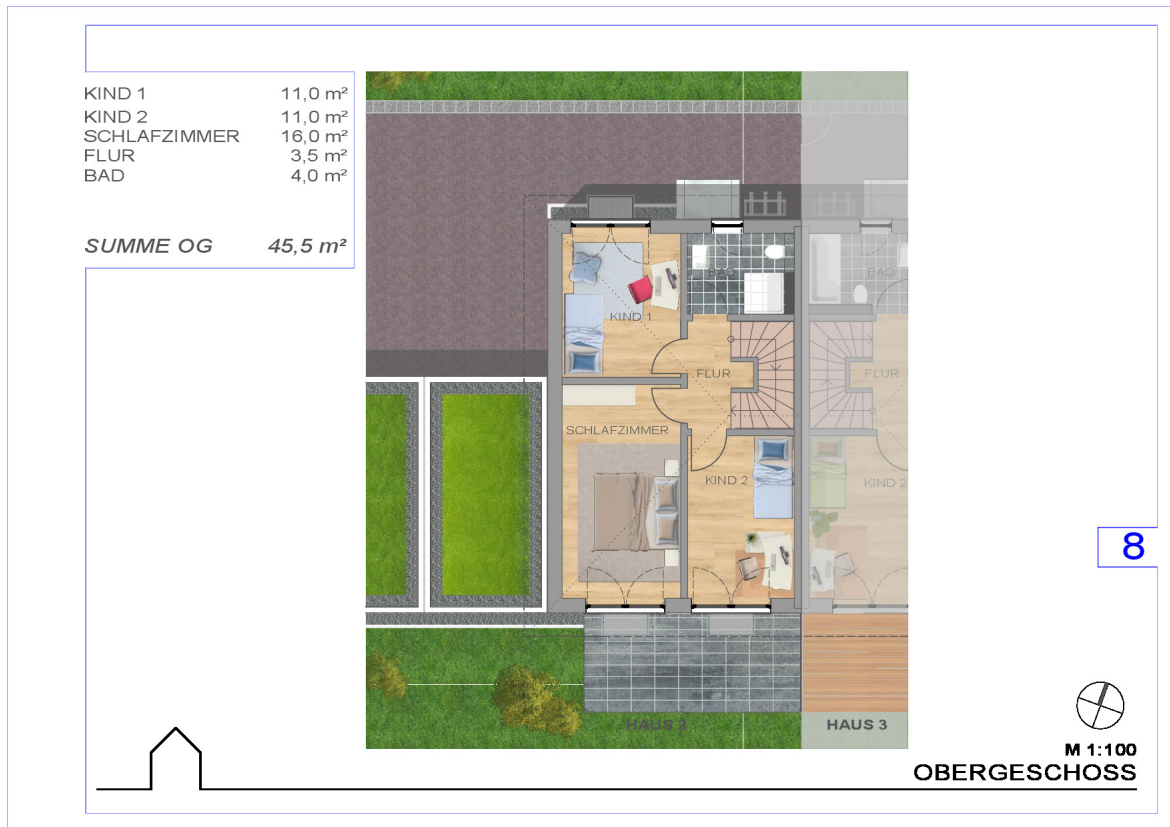 KIND 1 11,0 m²
KIND 2 11,0 m²
SCHLAFZIMMER 16,0 m²
FLUR 3,5 m²
BAD 4,0 m²
SUMME OG 45,5 m²
BAD BAD
KIND 1
FLUR FLUR
SCHLAFZIMMER
KIND 2 KIND 2
8
HAUS 2 HAUS 3
M 1:100
OBERGESCHOSS